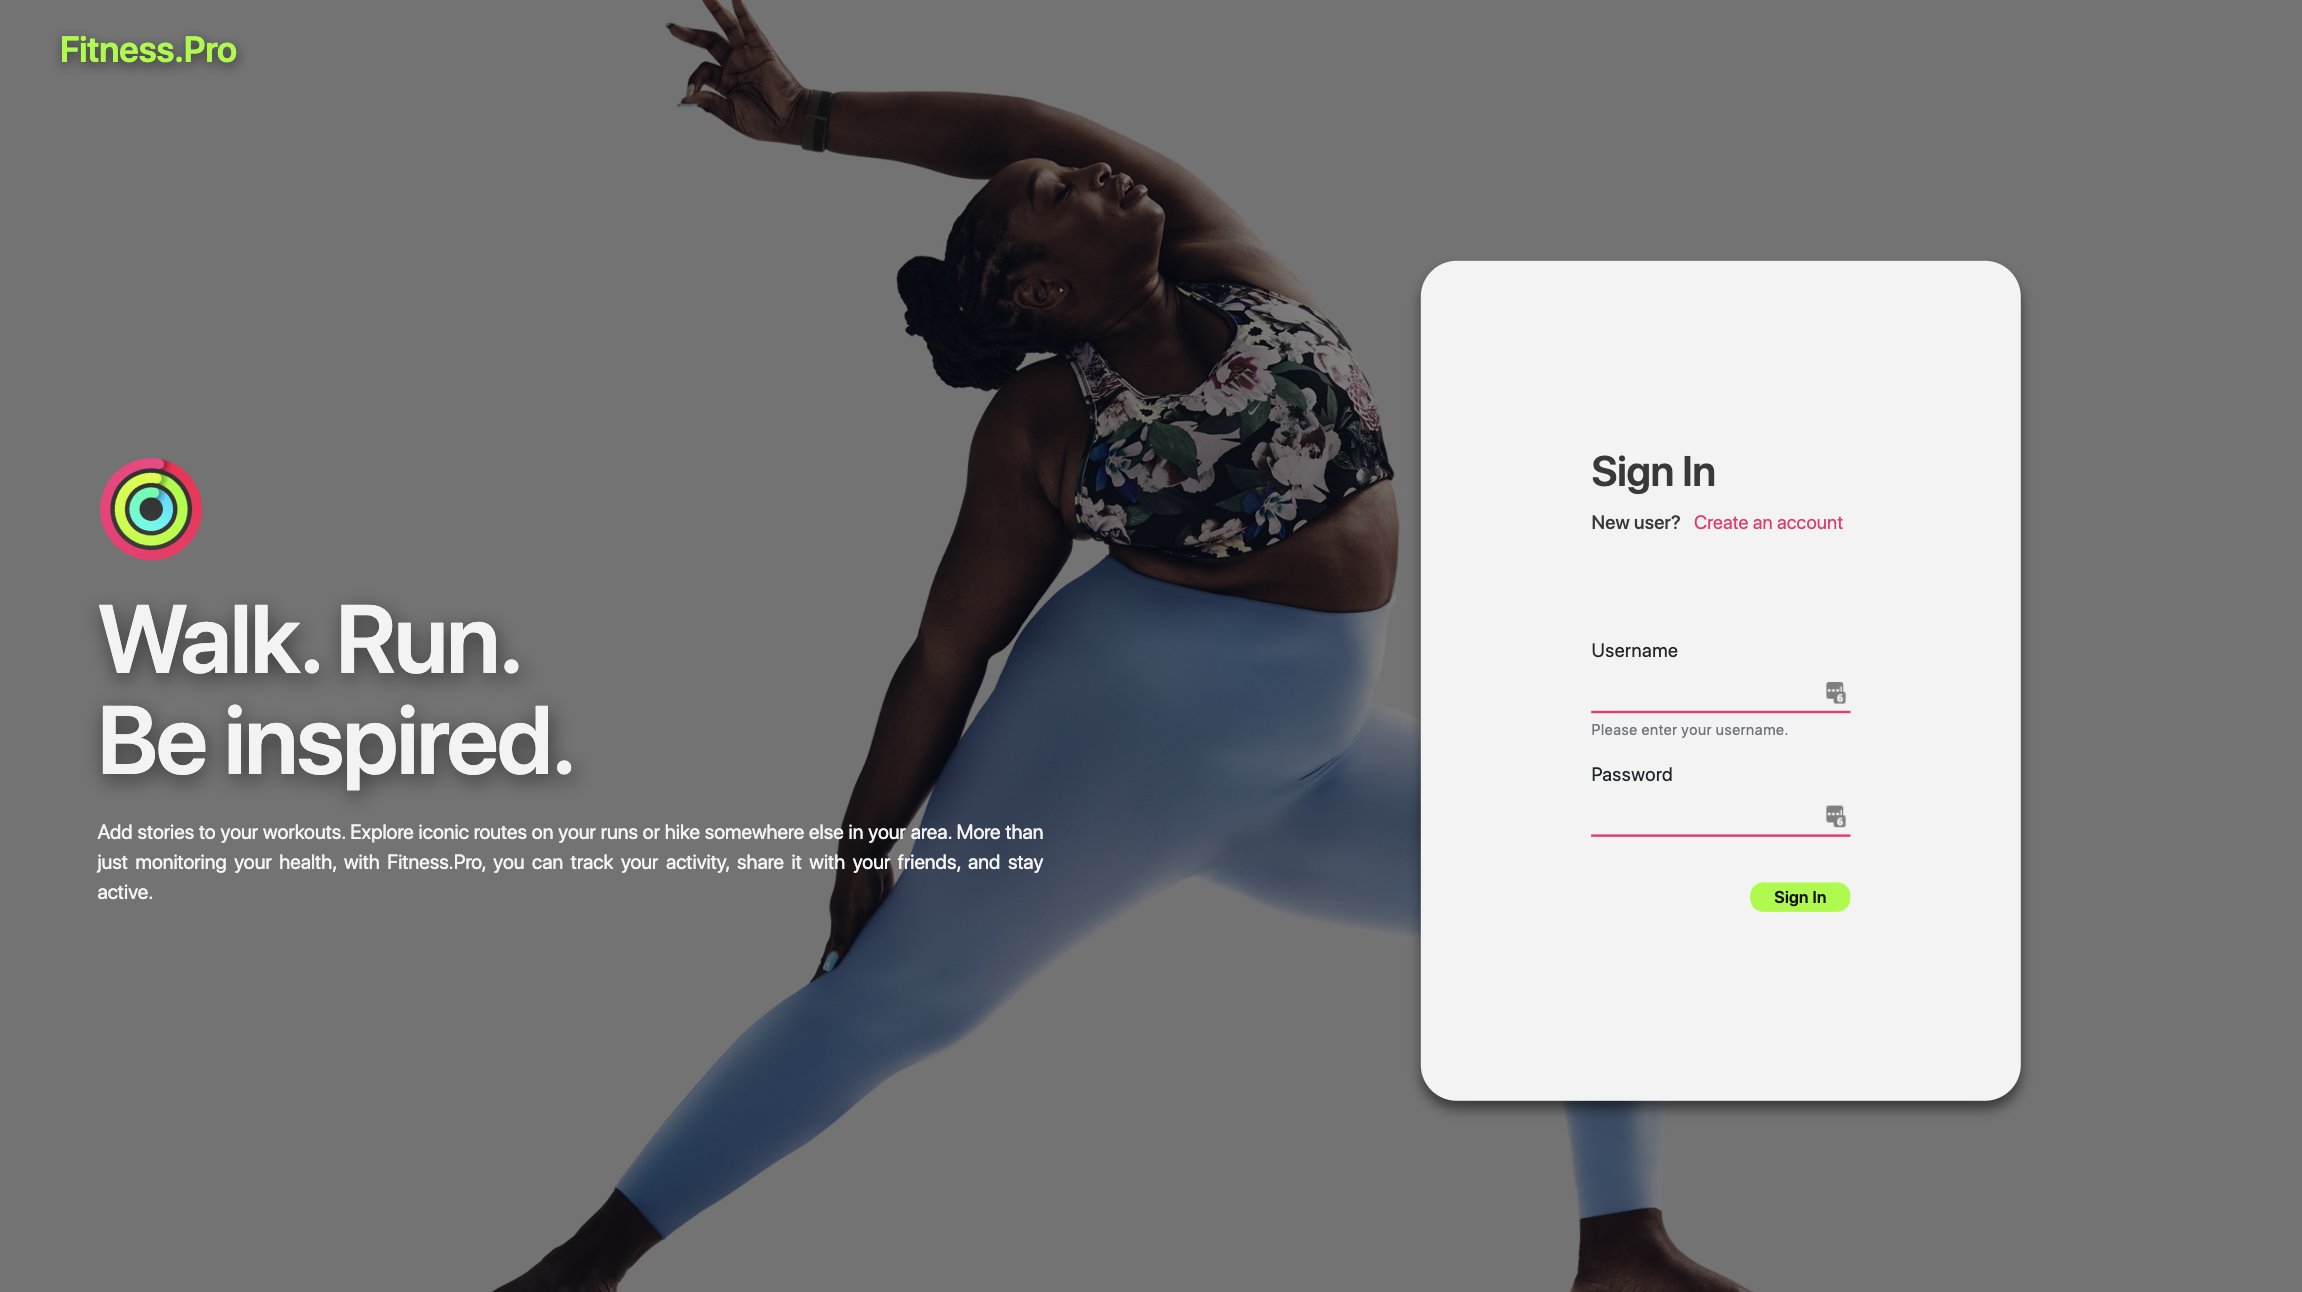 Fitness.Pro
Walk. Run.
Be inspired.
Add stories to your workouts. Explore iconic routes on your runs or hike somewhere else in your area. More than
just monitoring your health, with Fitness.Pro, you can track your activity, share it with your friends, and stay
active.
Sign In
New user? Create an account
Username
6
Please enter your username.
Password
6
Sign In